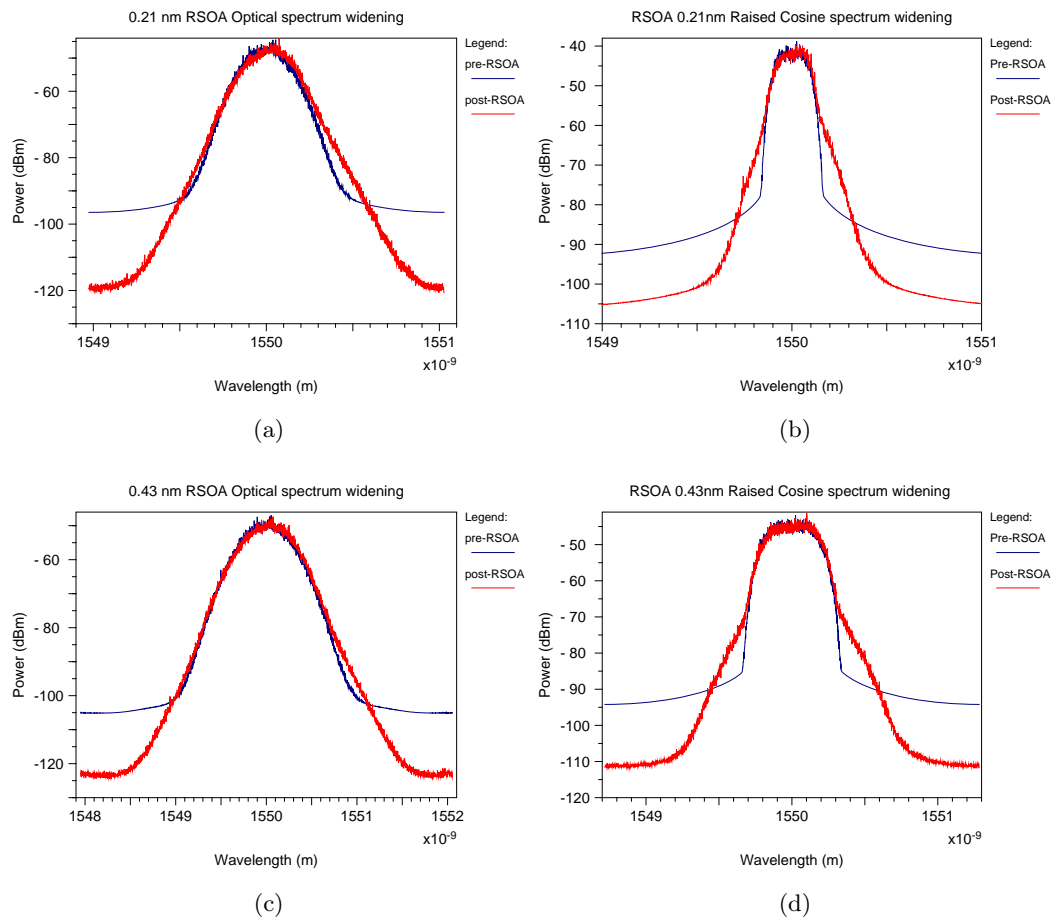 0.21 nm RSOA Optical spectrum widening
Legend:
pre-RSOA
post-RSOA
Power (dBm)
- 60
- 80
-100
-120
1549 1550 1551
x10-9
Wavelength (m)
(a)
RSOA 0.21nm Raised Cosine spectrum widening
Legend:
Pre-RSOA
Post-RSOA
Power (dBm)
- 40
- 50
- 60
- 70
- 80
- 90
-100
-110
1549 1550 1551
x10-9
Wavelength (m)
(b)
0.43 nm RSOA Optical spectrum widening
Legend:
pre-RSOA
post-RSOA
Power (dBm)
- 60
- 80
-100
-120
1548 1549 1550 1551 1552
x10-9
Wavelength (m)
(c)
RSOA 0.43nm Raised Cosine spectrum widening
Legend:
Pre-RSOA
Post-RSOA
Power (dBm)
- 50
- 60
- 70
- 80
- 90
-100
-110
-120
1549 1550 1551
x10-9
Wavelength (m)
(d)